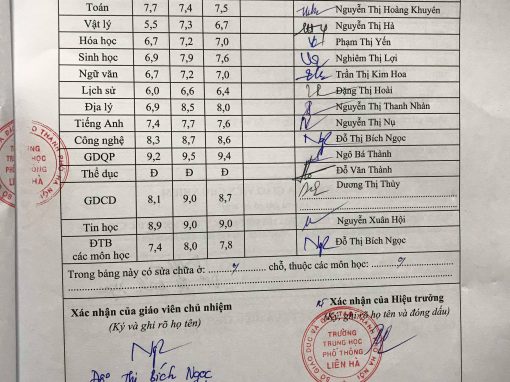 Toán 7,7 7,4 7,5 Nguyễn Thị Hoàng Khuyên
Vật lý 5,5 7,3 6,7 Nguyễn Thị Hà
Hóa học 6,7 7,2 7,0 Phạm Thị Yến
Sinh học 6,9 7,9 7,6 Nguyễn Thị Lợi
Ngữ văn 6,7 7,2 7,0 Trần Thị Kim Hoa
Lịch sử 6,0 6,6 6,4 Đặng Thị Hoài
Địa lý 6,9 8,5 8,0 Nguyễn Thị Thanh Nhàn
Tiếng Anh 7,4 7,7 7,6 Nguyễn Thị Nụ
Công nghệ 8,3 8,7 8,6 Đỗ Thị Bích Ngọc
GDQP 9,2 9,5 9,4 Ngô Bá Thành
Thể dục Đ Đ Đ Đỗ Văn Thành
GDCD 8,1 9,0 8,7 Dương Thị Thủy
Tin học 8,9 9,0 9,0 Nguyễn Xuân Hội
ĐTB
các môn học 7,4 8,0 7,8 Đỗ Thị Bích Ngọc
Trong bảng này có sửa chữa ở: chỗ, thuộc các môn học:
Xác nhận của giáo viên chủ nhiệm
(Ký và ghi rõ họ tên)
Xác nhận của Hiệu trưởng
(Ký, ghi rõ họ tên và đóng dấu)
TRƯỜNG
TRUNG HỌC
PHỔ THÔNG
LIÊN HÀ
Đỗ Thị Bích Ngọc